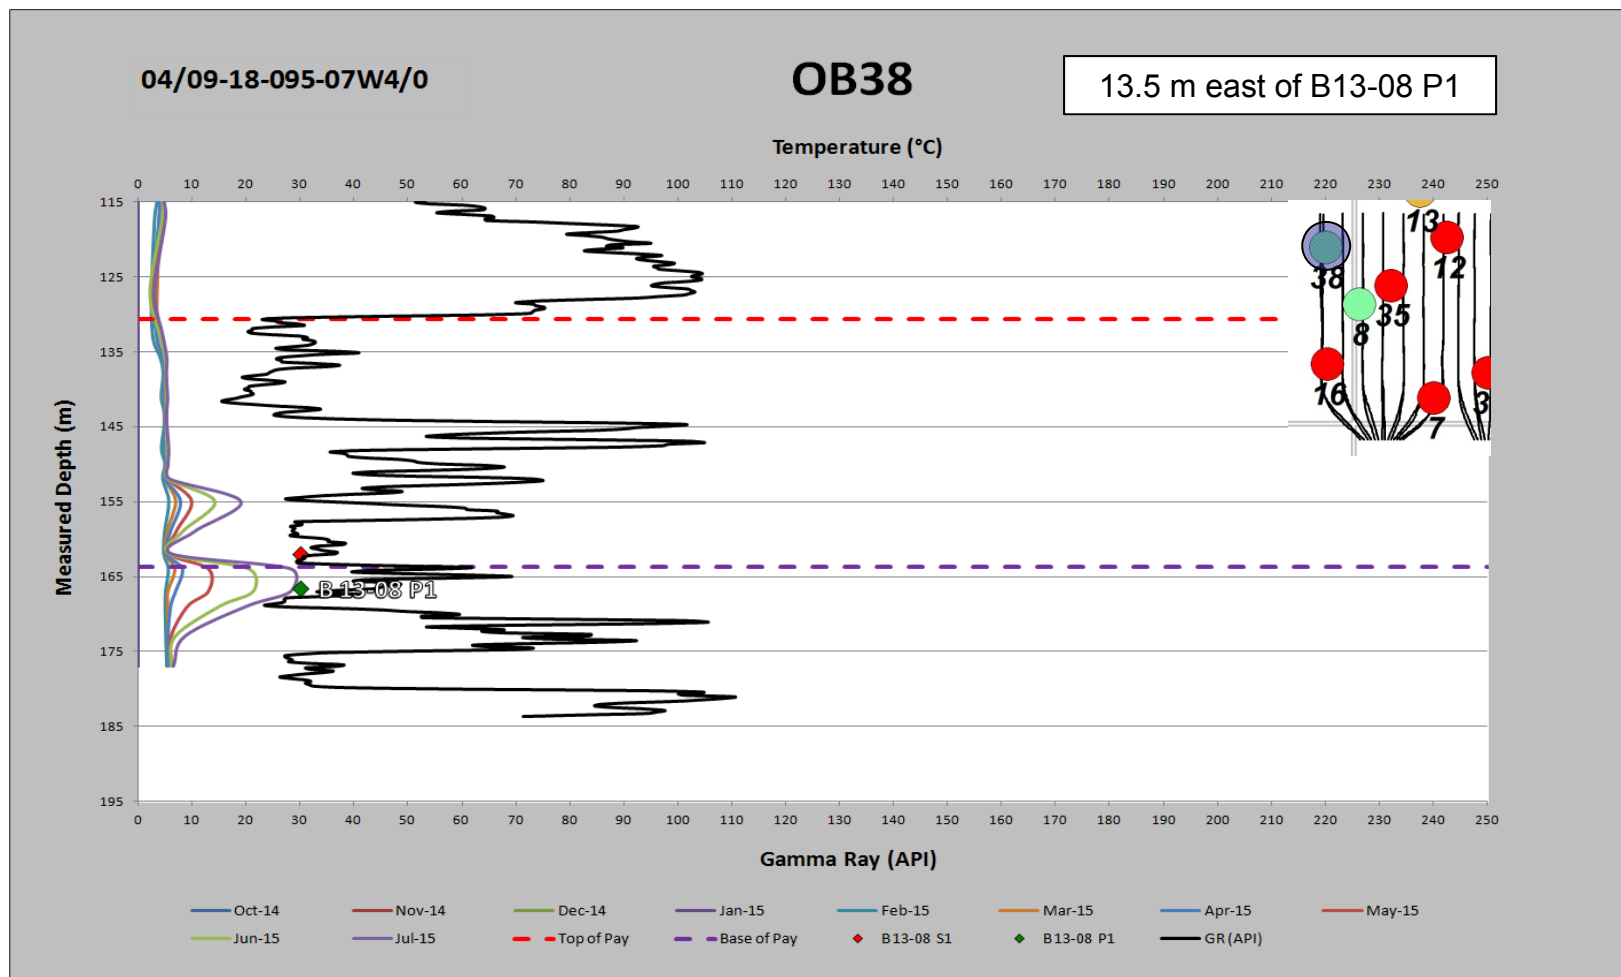 04/09-18-095-07W4/0
OB38
13.5 m east of B13-08 P1
Temperature (°C)
0 10 20 30 40 50 60 70 80 90 100 110 120 130 140 150 160 170 180 190 200 210 220 230 240 250
115
125
135
145
155
165
175
185
195
Measured Depth (m)
13
12
38
35
8
16
7
3
B 13-08 P1
0 10 20 30 40 50 60 70 80 90 100 110 120 130 140 150 160 170 180 190 200 210 220 230 240 250
Gamma Ray (API)
Oct-14 Nov-14 Dec-14 Jan-15 Feb-15 Mar-15 Apr-15 May-15
Jun-15 Jul-15 Top of Pay Base of Pay B13-08 S1 B13-08 P1 GR (API)